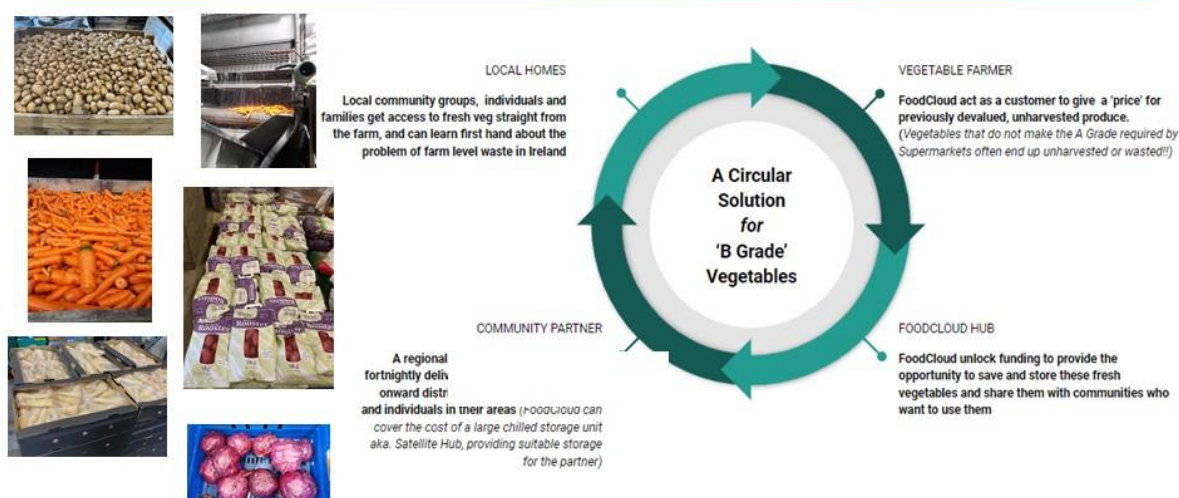 LOCAL HOMES
Local community groups, individuals and
families get access to fresh veg straight from
the farm, and can learn first hand about the
problem of farm level waste in Ireland
VEGETABLE FARMER
FoodCloud act as a customer to give a 'price' for
previously devalued, unharvested produce.
(Vegetables that do not make the A Grade required by
Supermarkets often end up unharvested or wasted!!)
A Circular
Solution
for
'B Grade'
Vegetables
COMMUNITY PARTNER
A regional
fortnightly
onward
and individuals in their areas (FoodCloud can
cover the cost of a large chilled storage unit
aka. Satellite Hub, providing suitable storage
for the partner)
FOODCLOUD HUB
FoodCloud unlock funding to provide the
opportunity to save and store these fresh
vegetables and share them with communities who
want to use them
Rooster